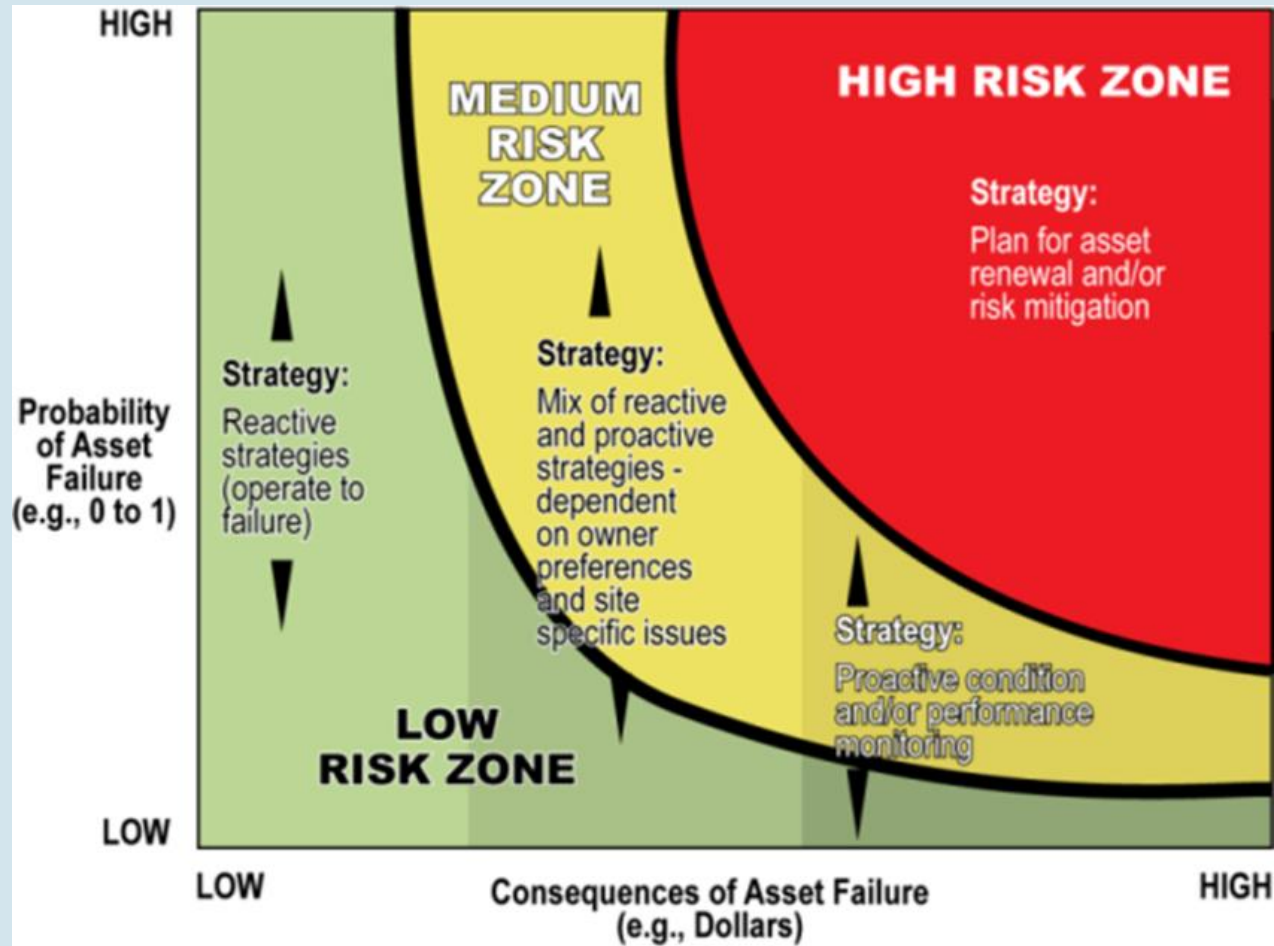 HIGH
MEDIUM
RISK
ZONE
HIGH RISK ZONE
Strategy:
Plan for asset
renewal and/or
risk mitigation
Strategy:
Reactive
strategies
(operate to
failure)
Strategy:
Mix of reactive
and proactive
strategies -
dependent
on owner
preferences
and site
specific issues
Probability
of Asset
Failure
(e.g., 0 to 1)
Strategy:
Proactive condition
and/or performance
monitoring
LOW
RISK ZONE
LOW
LOW
Consequences of Asset Failure
(e.g., Dollars)
HIGH